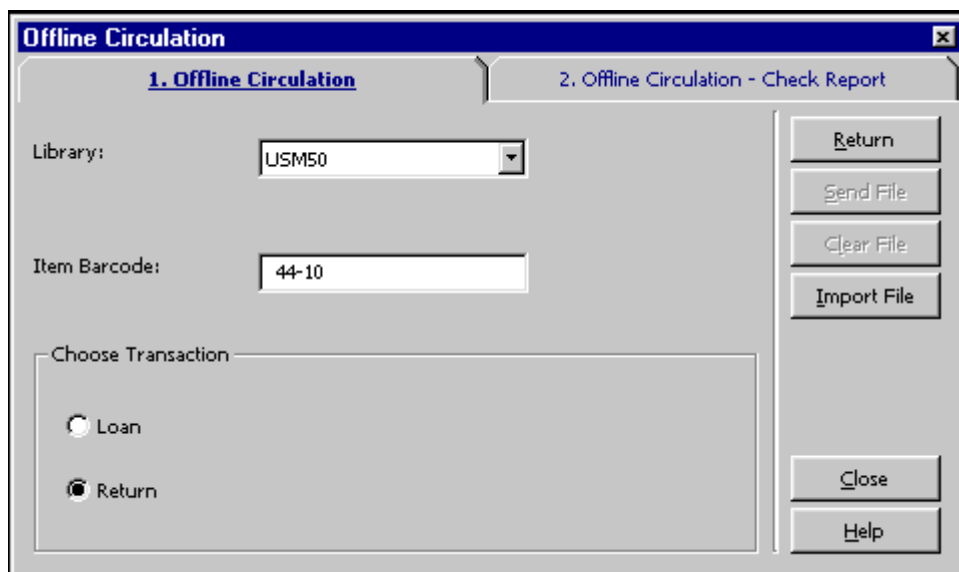 Offline Circulation
1. Offline Circulation
2. Offline Circulation - Check Report
Library:
USM50
Item Barcode:
44-10
Choose Transaction
Loan
Return
Return
Send File
Clear File
Import File
Close
Help